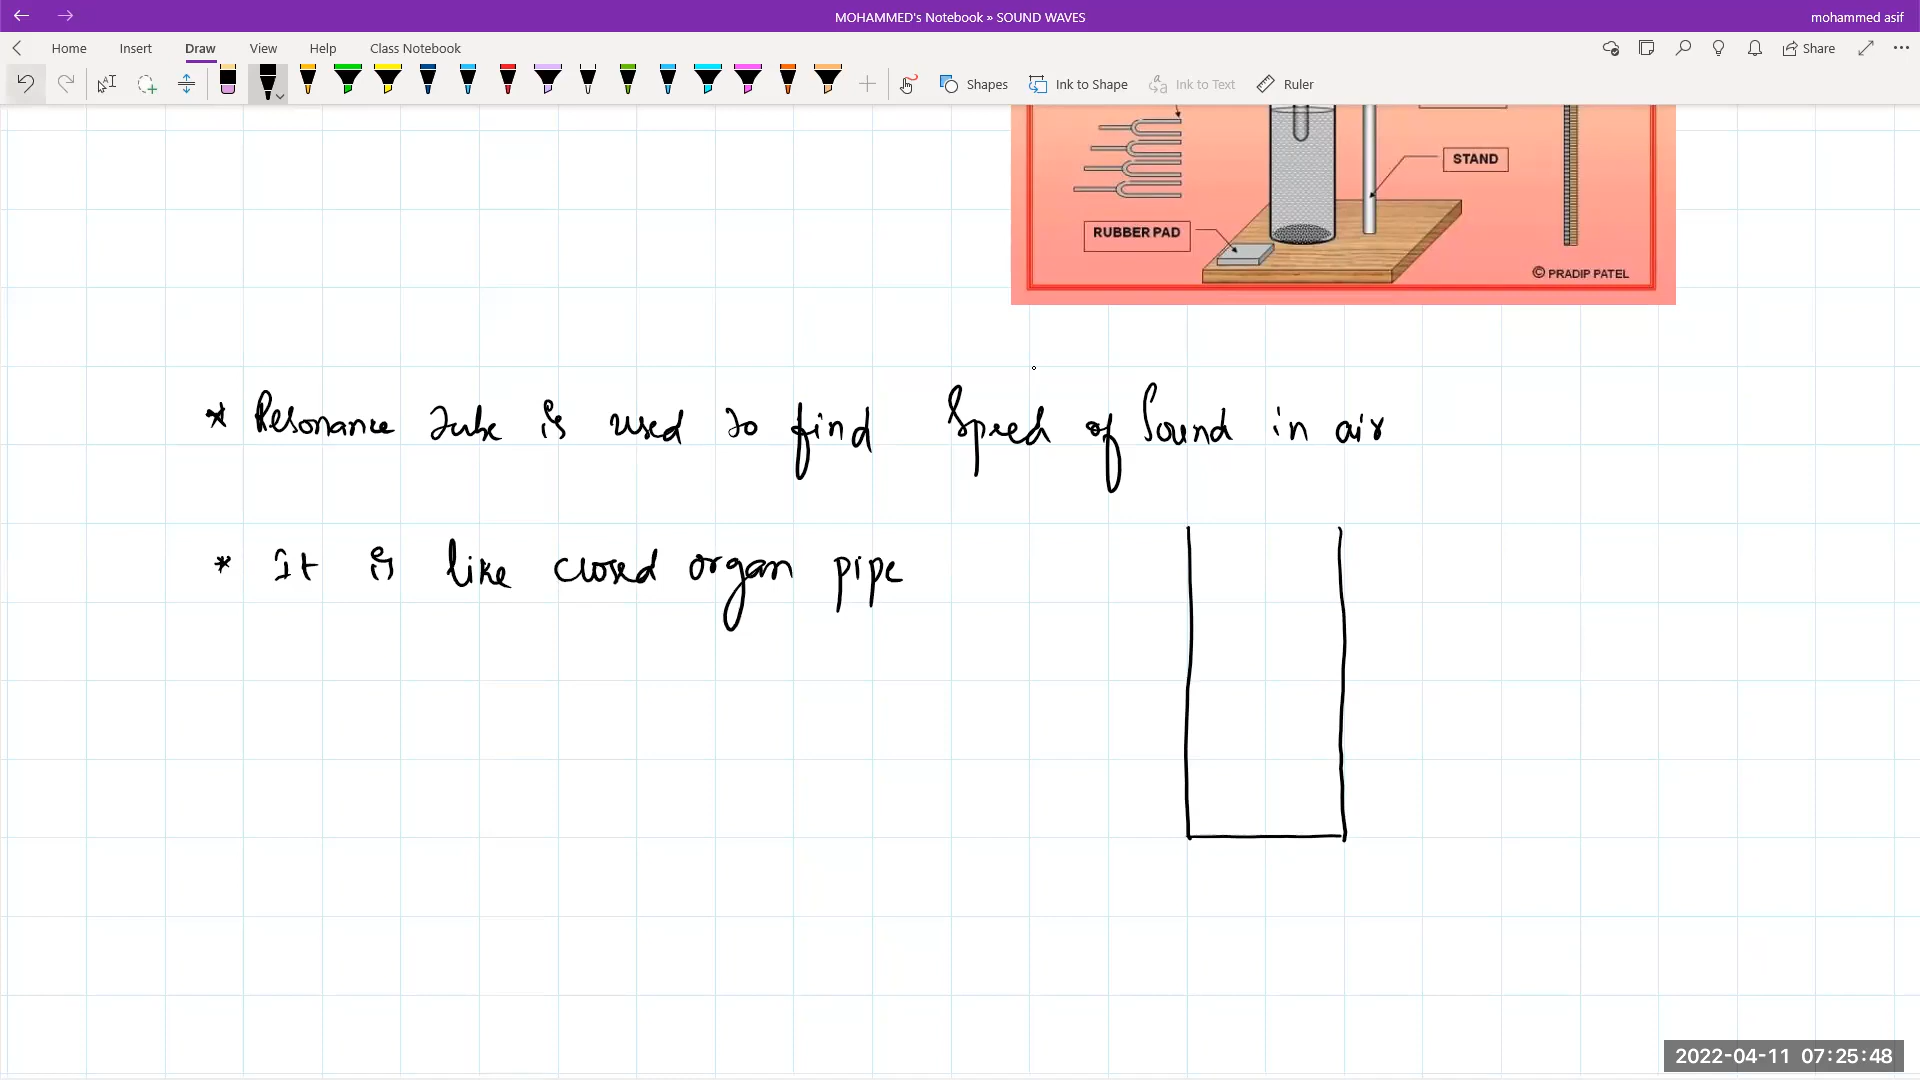 MOHAMMED's Notebook » SOUND WAVES
mohammed asif
Home Insert Draw View Help Class Notebook
Share
Shapes Ink to Shape Ink to Text Ruler
STAND
RUBBER PAD
© PRADIP PATEL
* Resonance tube is used to find speed of sound in air
* It is like closed organ pipe
2022-04-11 07:25:48